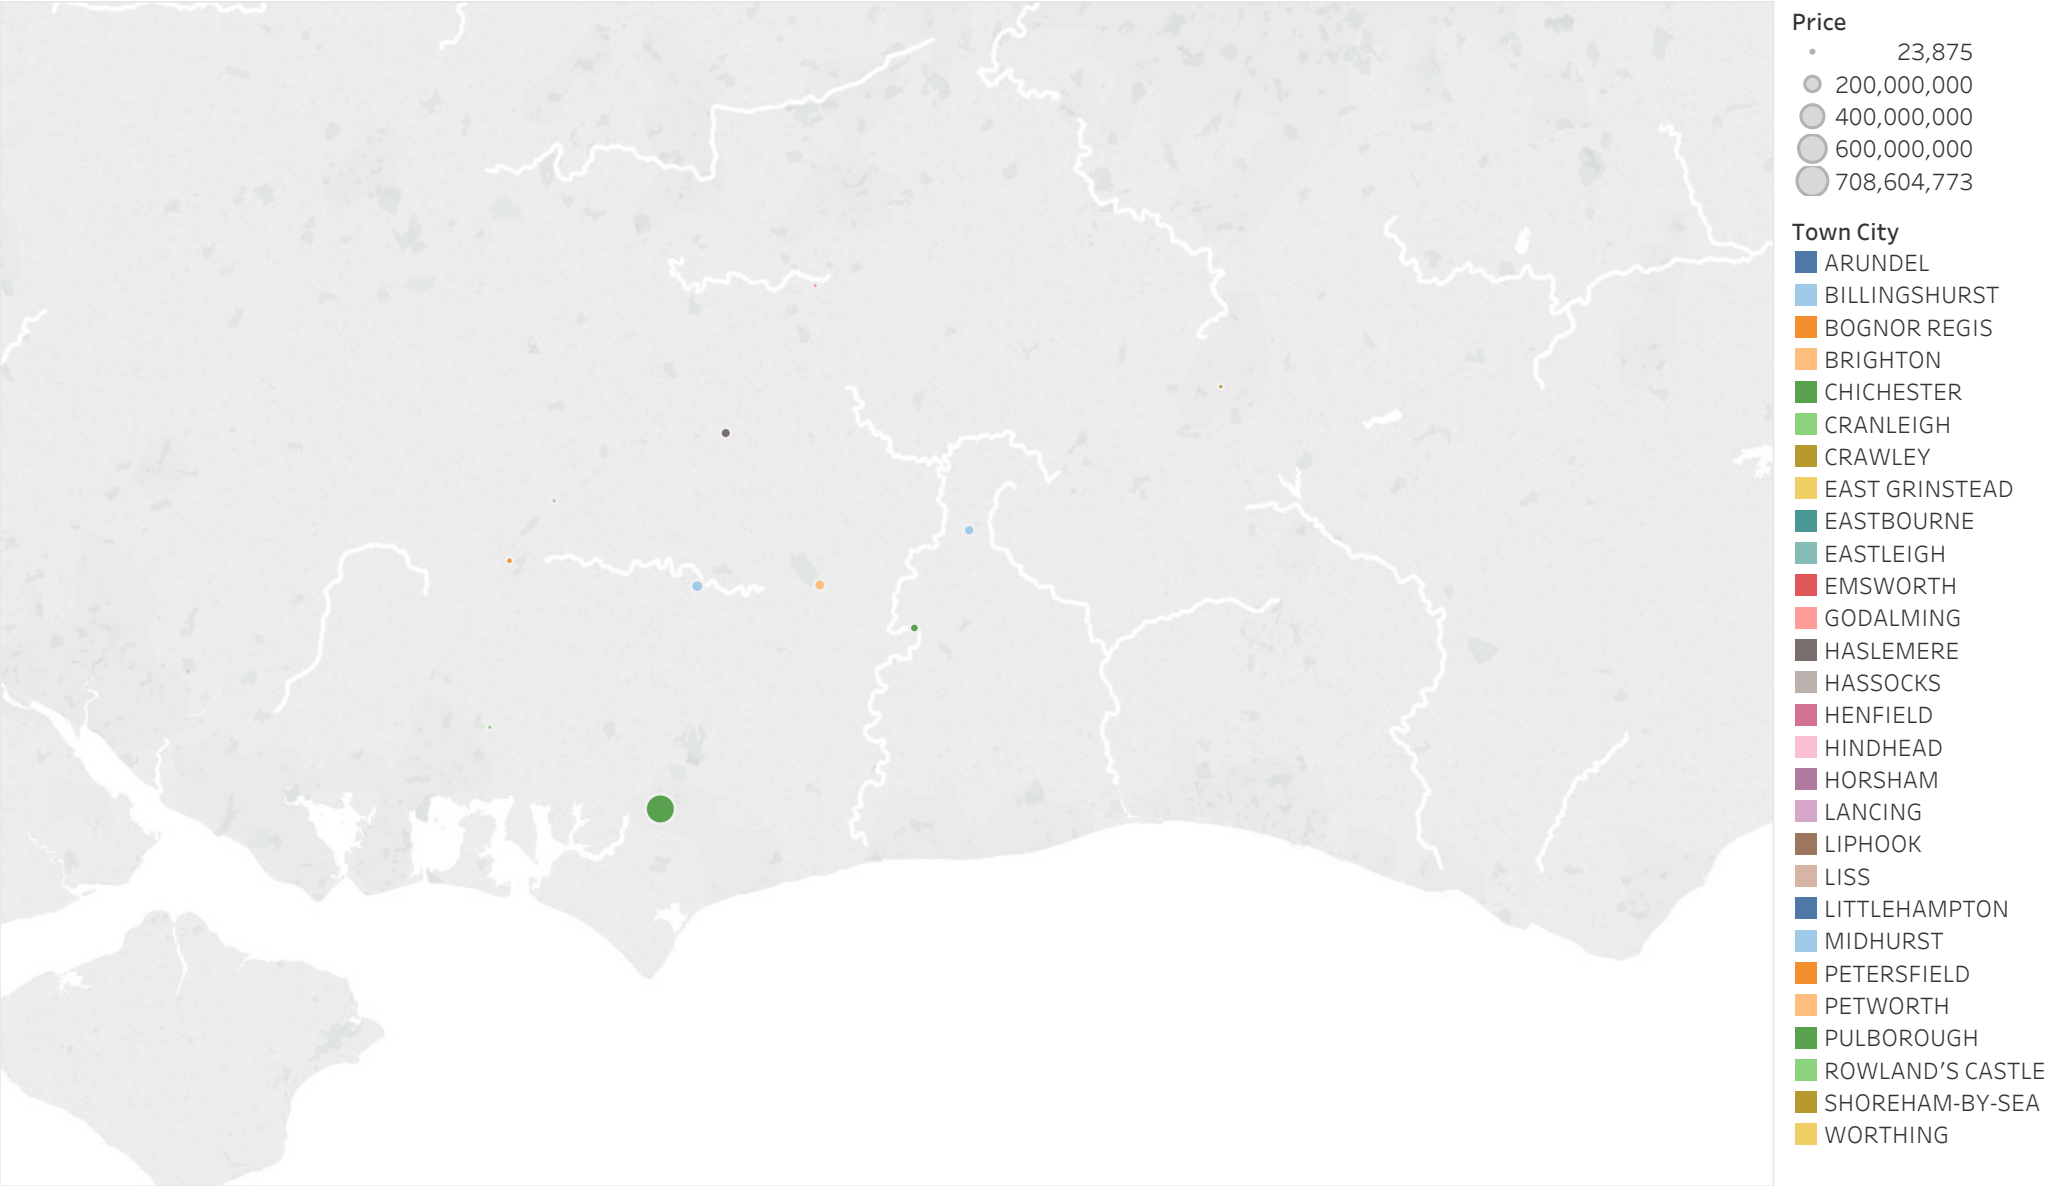 Price
23,875
200,000,000
400,000,000
600,000,000
708,604,773
Town City
ARUNDEL
BILLINGSHURST
BOGNOR REGIS
BRIGHTON
CHICHESTER
CRANLEIGH
CRAWLEY
EAST GRINSTEAD
EASTBOURNE
EASTLEIGH
EMSWORTH
GODALMING
HASLEMERE
HASSOCKS
HENFIELD
HINDHEAD
HORSHAM
LANCING
LIPHOOK
LISS
LITTLEHAMPTON
MIDHURST
PETERSFIELD
PETWORTH
PULBOROUGH
ROWLAND'S CASTLE
SHOREHAM-BY-SEA
WORTHING